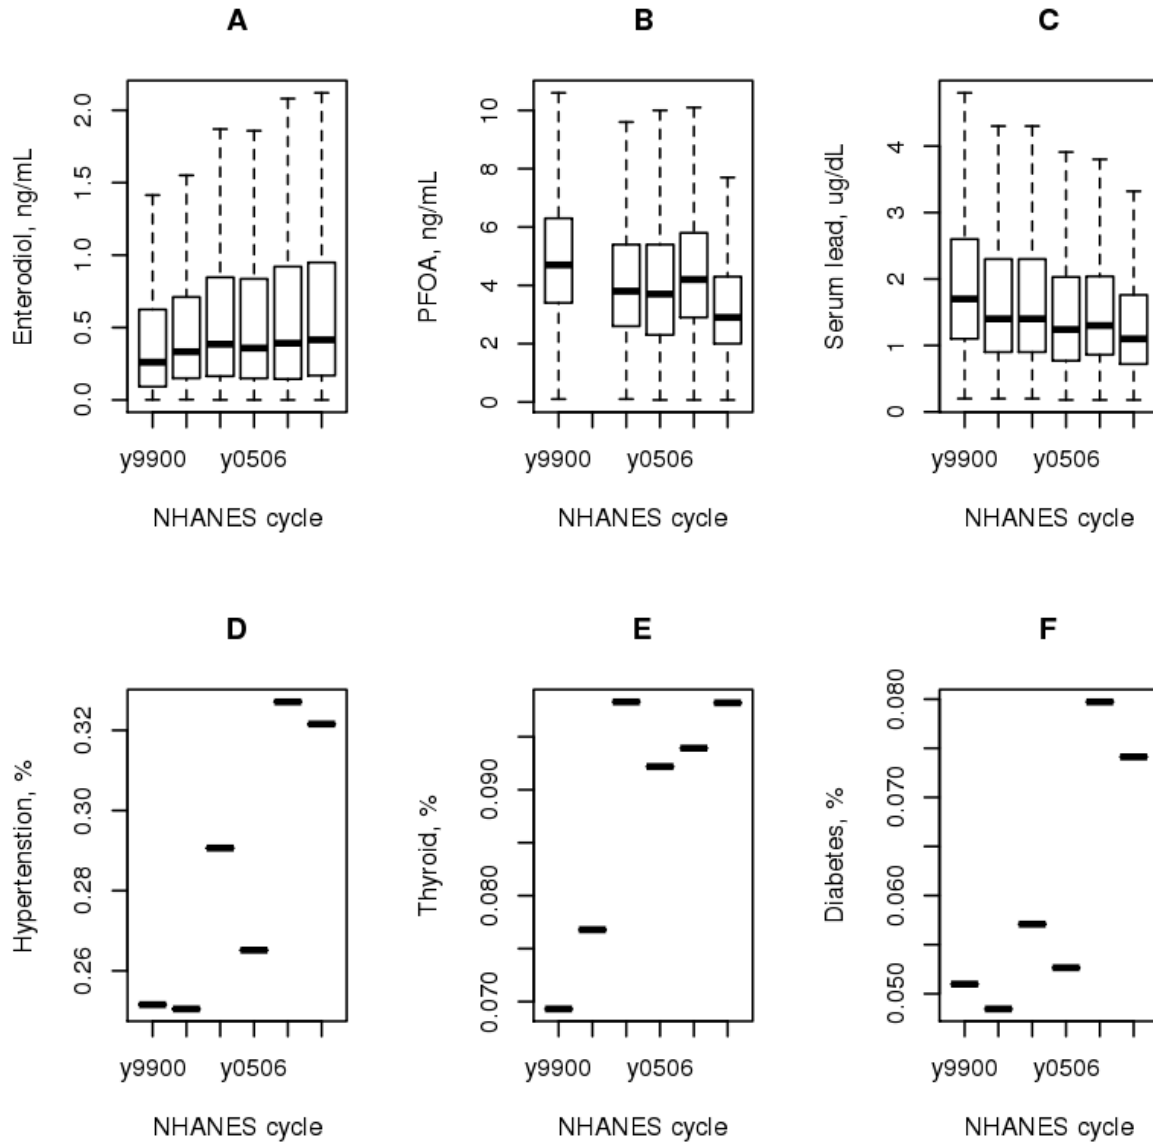 A
B
C
Enterodiol, ng/mL
2.0
1.5
1.0
0.5
0.0
y9900
y0506
NHANES cycle
PFOA, ng/mL
10
8
6
4
2
0
y9900
y0506
NHANES cycle
Serum lead, ug/dL
4
3
2
1
0
y9900
y0506
NHANES cycle
D
E
F
Hypertenstion, %
0.32
0.30
0.28
0.26
y9900
y0506
NHANES cycle
Thyroid, %
0.090
0.080
0.070
y9900
y0506
NHANES cycle
Diabetes, %
0.080
0.070
0.060
0.050
y9900
y0506
NHANES cycle